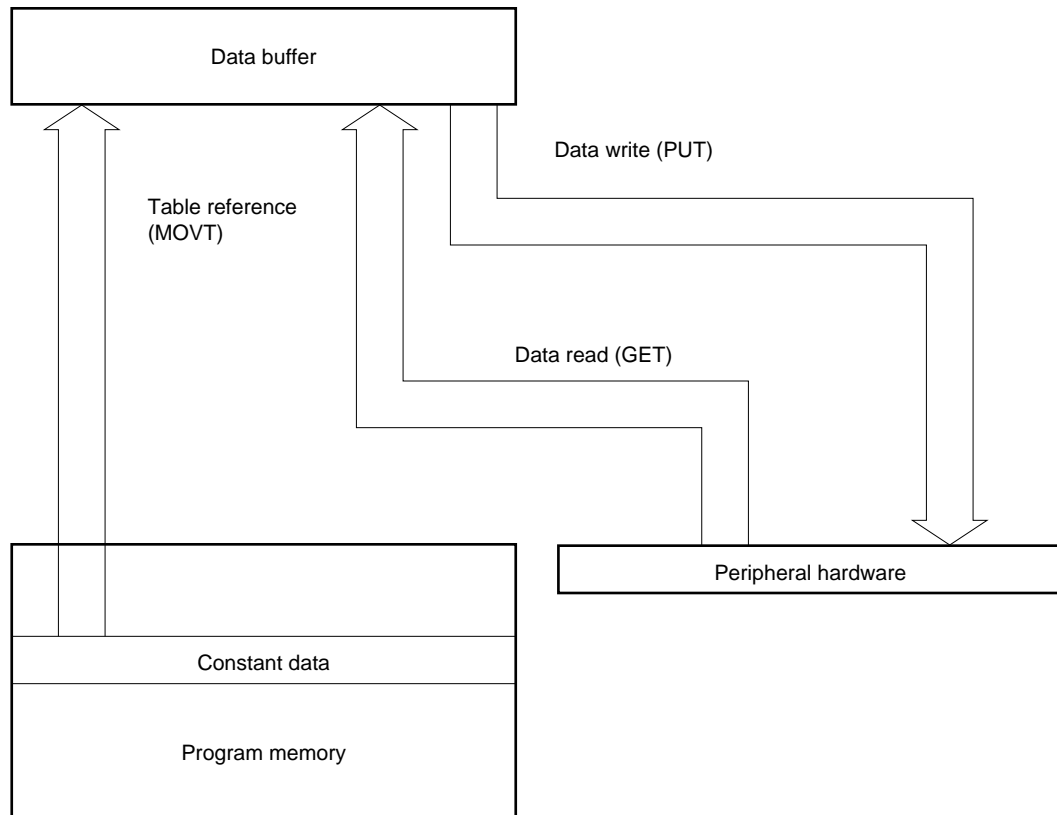 Data buffer
Data write (PUT)
Table reference
(MOVT)
Data read (GET)
Peripheral hardware
Constant data
Program memory